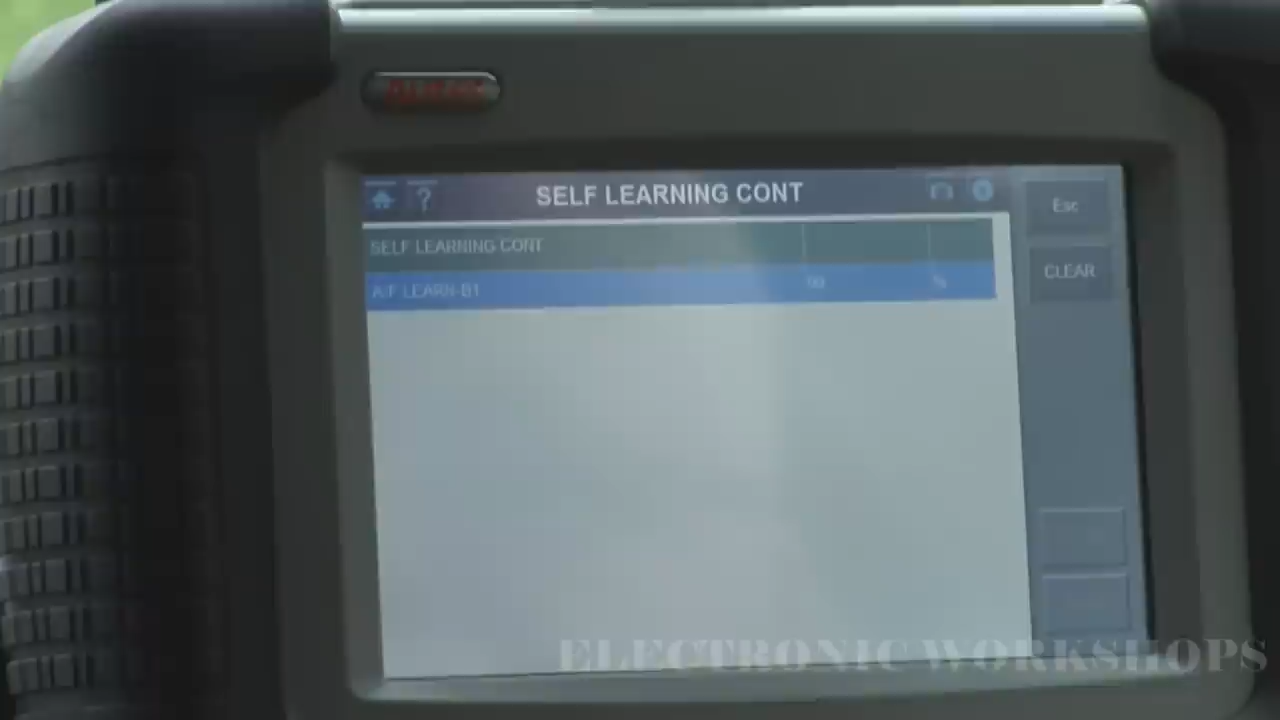 SELF LEARNING CONT
Esc
SELF LEARNING CONT
CLEAR
A/F LEARN-B1 %
ELECTRONIC WORKSHOPS